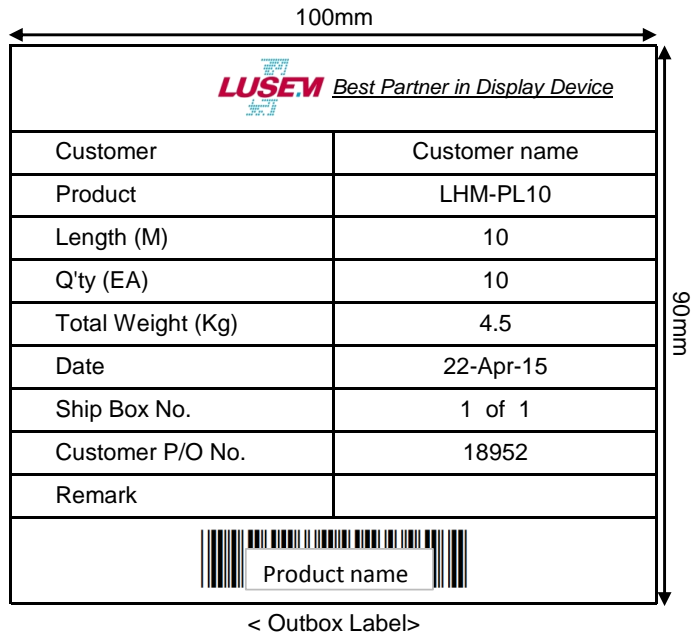 100mm
LUSEM Best Partner in Display Device
Customer Customer name
Product LHM-PL10
Length (M) 10
Q'ty (EA) 10
Total Weight (Kg) 4.5
90mm
Date 22-Apr-15
Ship Box No. 1 of 1
Customer P/O No. 18952
Remark
Product name
< Outbox Label>